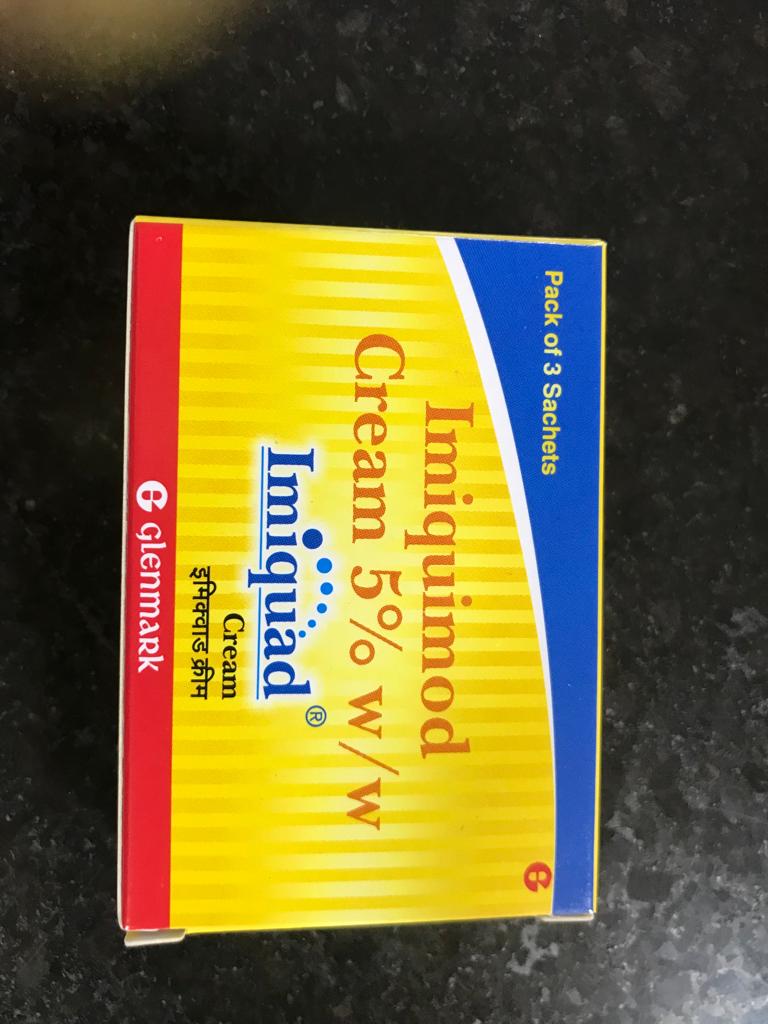 Pack of 3 Sachets
Imiquimod
Cream 5% w/w
Imiquad®
Cream
इमिक्वाड क्रीम
glenmark